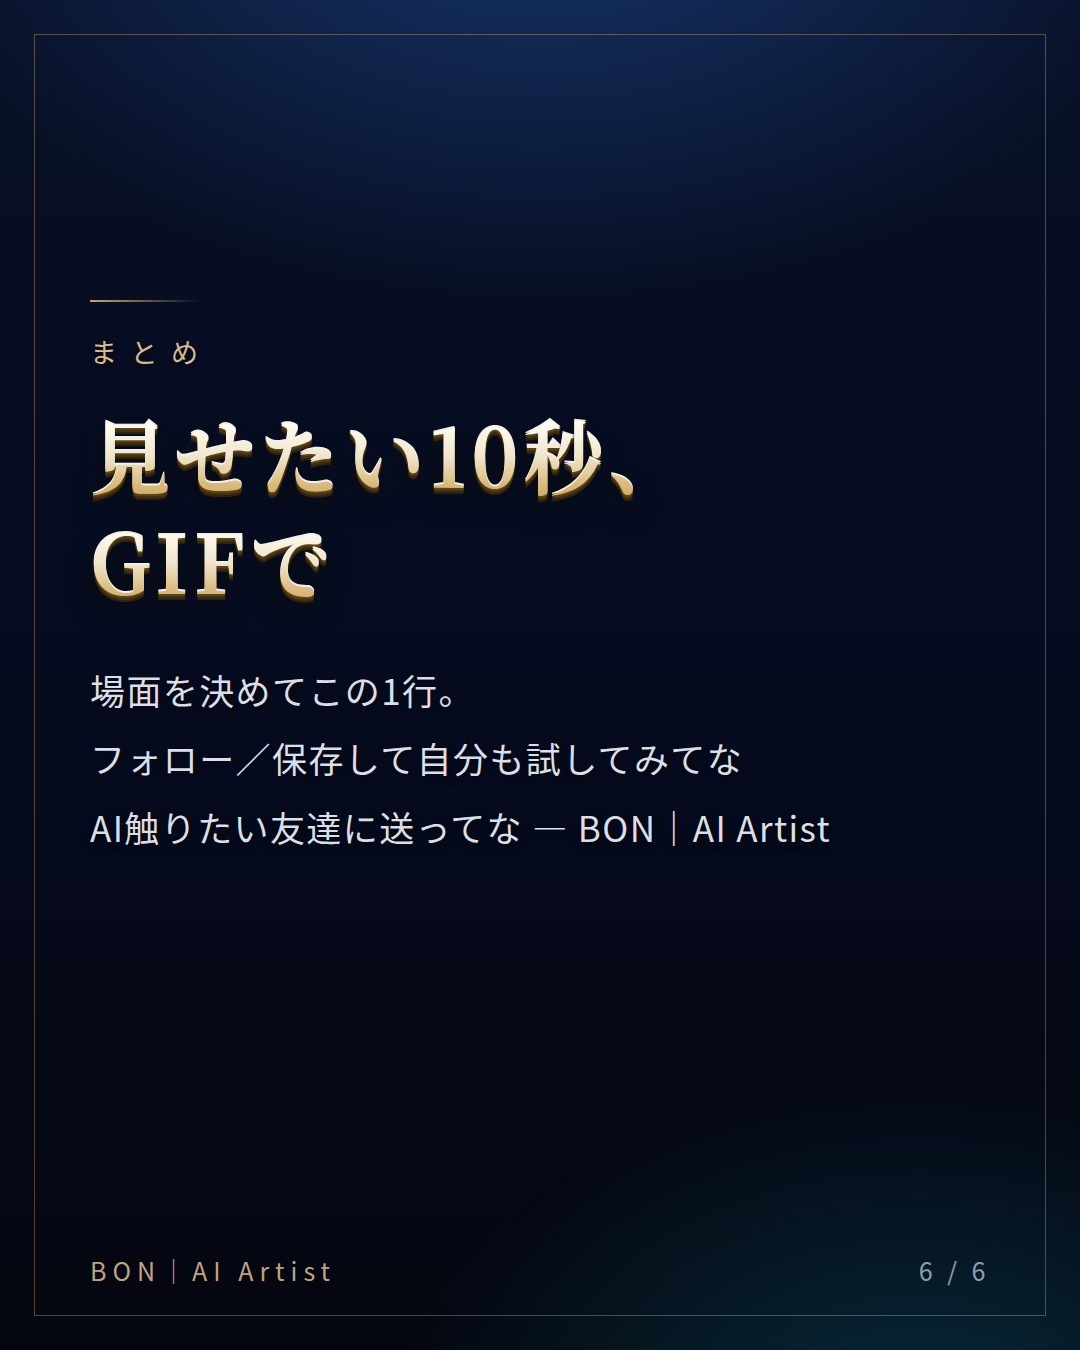 まとめ
見せたい10秒、
GIFで
場面を決めてこの1行。
フォロー／保存して自分も試してみてな
AI触りたい友達に送ってな — BON｜AI Artist
BON｜AI Artist
6 / 6